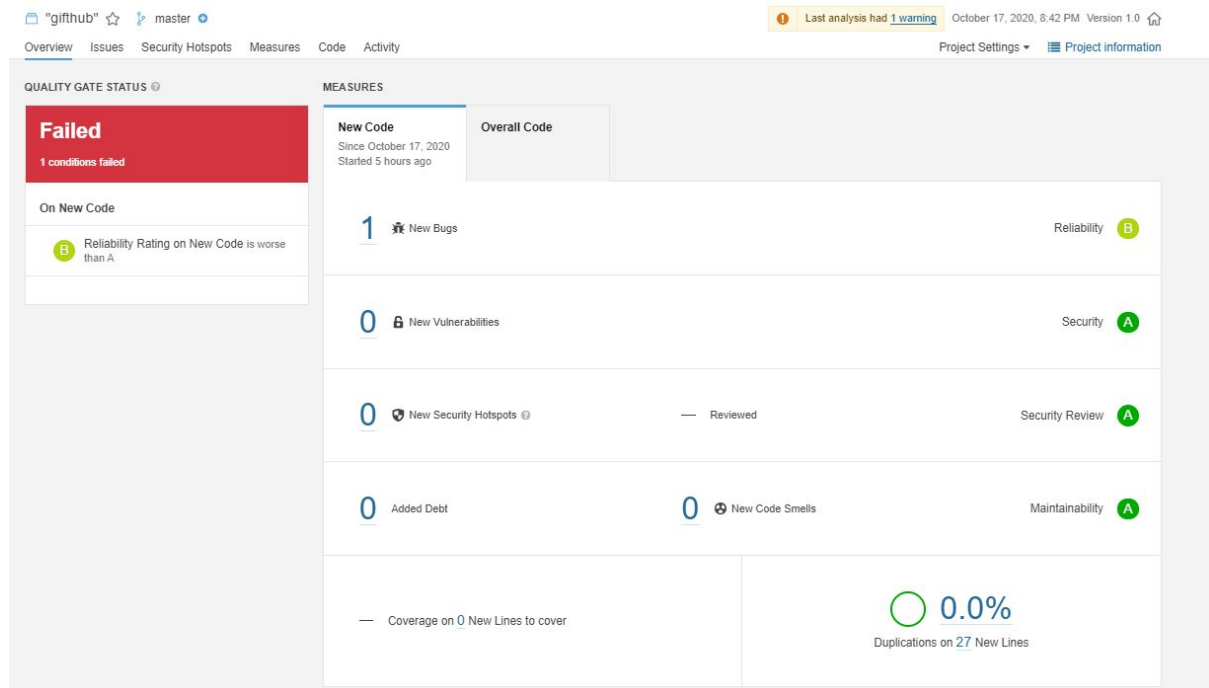 "gifthub" master Last analysis had 1 warning October 17, 2020, 8:42 PM Version 1.0
Overview Issues Security Hotspots Measures Code Activity Project Settings Project information
QUALITY GATE STATUS
Failed
1 conditions failed
On New Code
B Reliability Rating on New Code is worse
than A
MEASURES
New Code
Since October 17, 2020
Started 5 hours ago
Overall Code
1 New Bugs Reliability B
0 New Vulnerabilities Security A
0 New Security Hotspots — Reviewed Security Review A
0 Added Debt 0 New Code Smells Maintainability A
— Coverage on 0 New Lines to cover
0.0%
Duplications on 27 New Lines